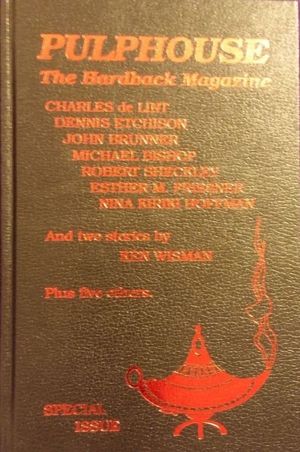 PULPHOUSE
The Hardback Magazine
CHARLES de LINT
DENNIS ETCHISON
JOHN BRUNNER
MICHAEL BISHOP
ROBERT SHECKLEY
ESTHER M. FRIESNER
NINA KIRIKI HOFFMAN
And two stories by
KEN WISMAN
Plus five others.
SPECIAL
ISSUE